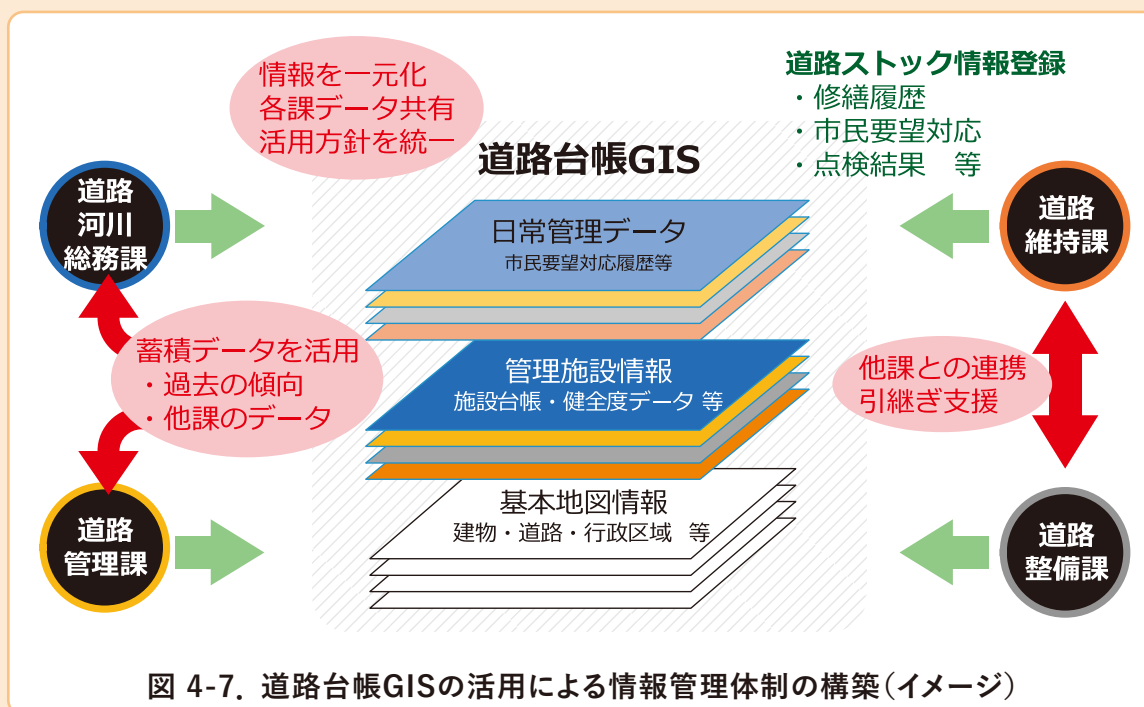 情報を一元化
各課データ共有
活用方針を統一
道路ストック情報登録
・修繕履歴
・市民要望対応
・点検結果　等
道路台帳GIS
道路
河川
総務課
道路
維持課
日常管理データ
市民要望対応履歴等
蓄積データを活用
・過去の傾向
・他課のデータ
管理施設情報
施設台帳・健全度データ 等
他課との連携
引継ぎ支援
基本地図情報
建物・道路・行政区域　等
道路
管理課
道路
整備課
図 4-7. 道路台帳GISの活用による情報管理体制の構築（イメージ）